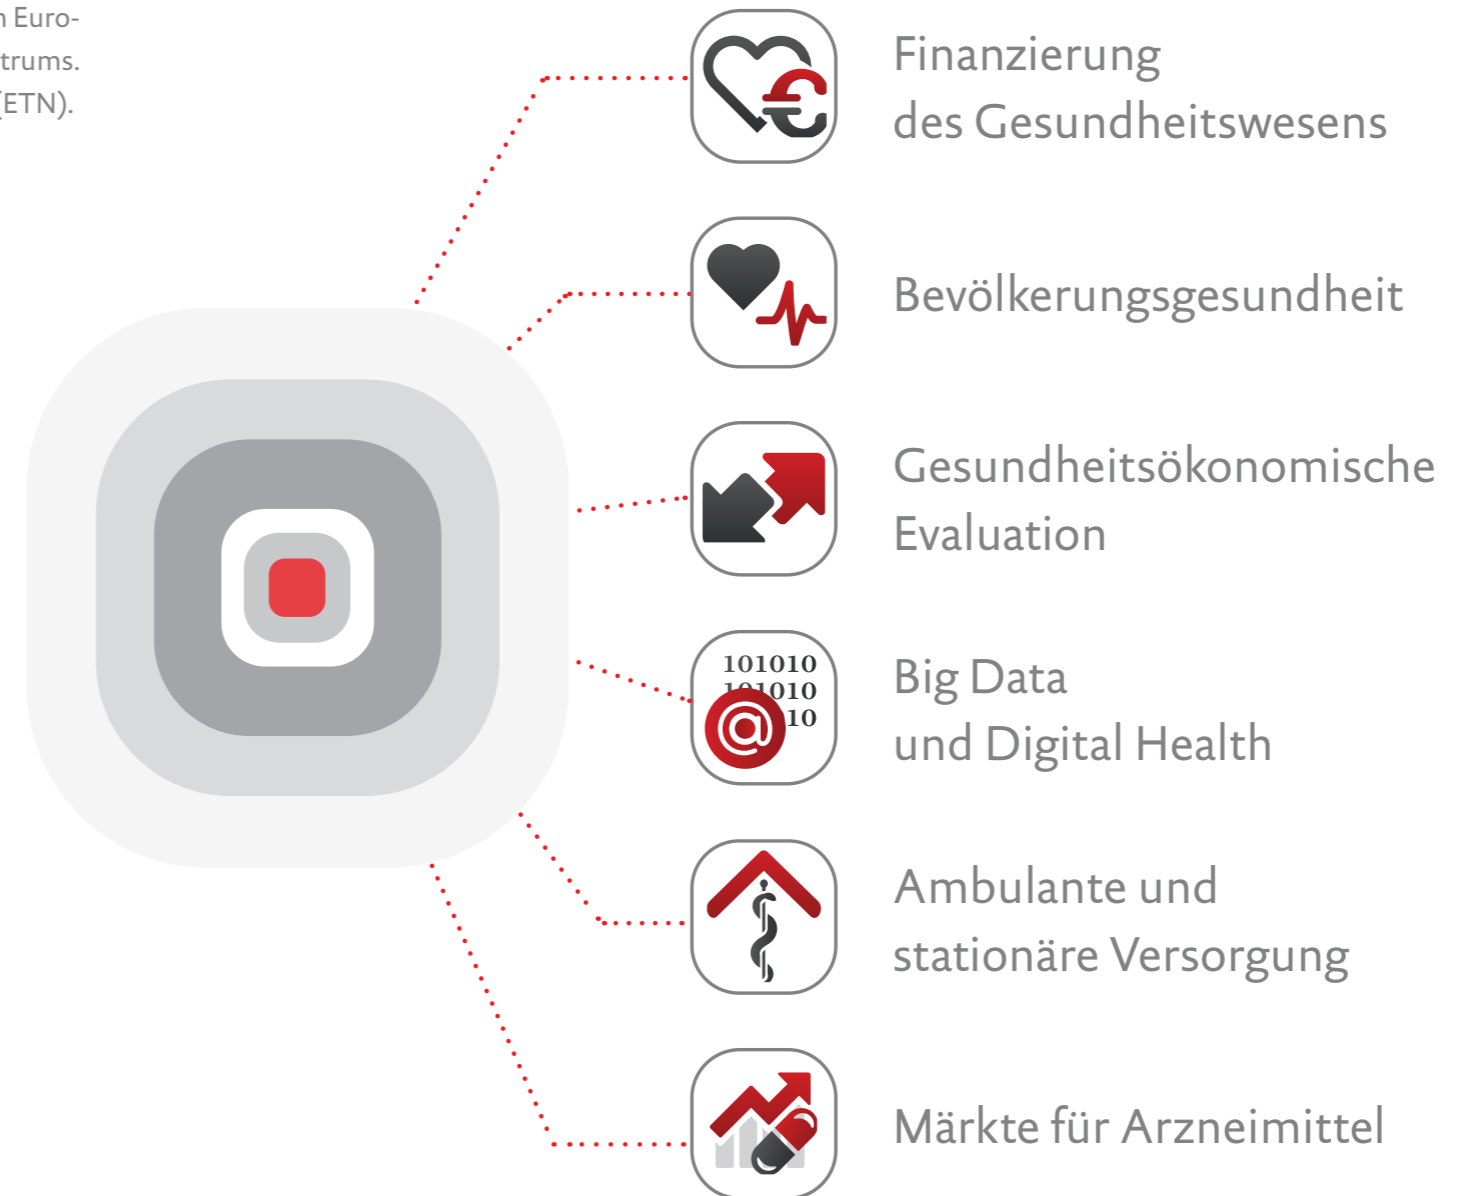 Euro-
trums.
(ETN).
Finanzierung
des Gesundheitswesens
Bevölkerungsgesundheit
Gesundheitsökonomische
Evaluation
101010
101010
10
@
Big Data
und Digital Health
Ambulante und
stationäre Versorgung
Märkte für Arzneimittel